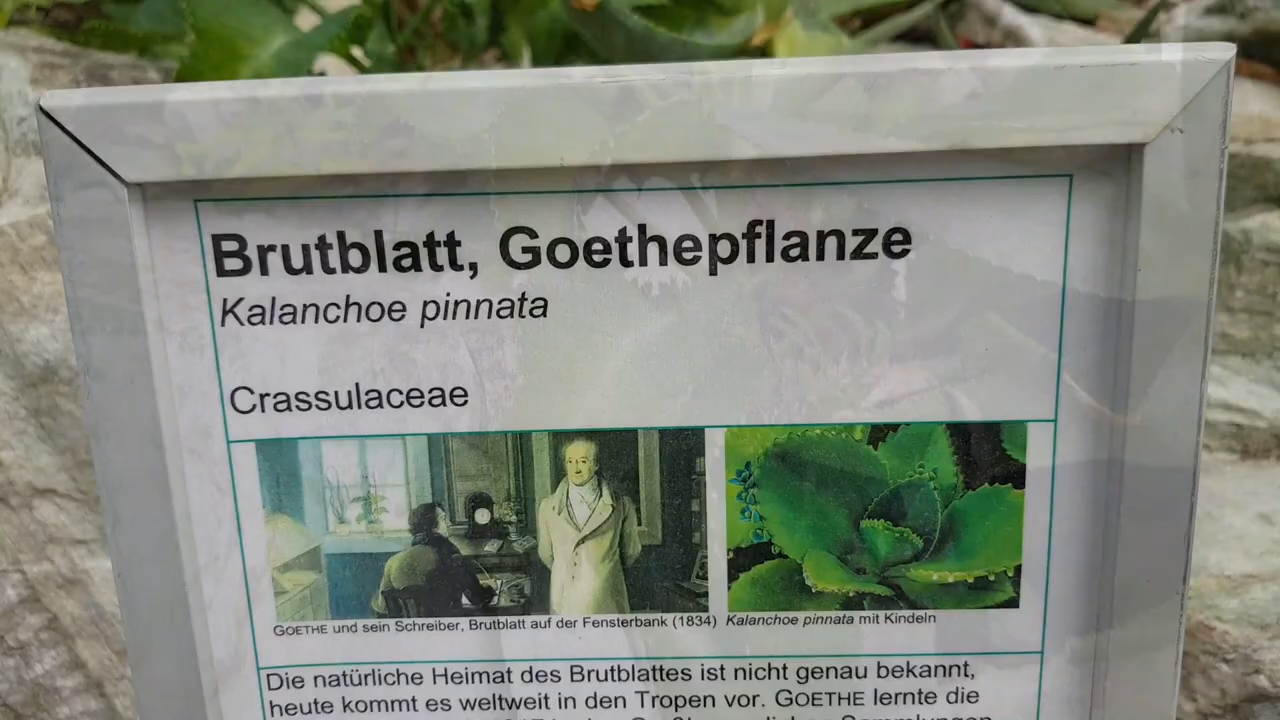 Brutblatt, Goethepflanze
Kalanchoe pinnata
Crassulaceae
GOETHE und sein Schreiber, Brutblatt auf der Fensterbank (1834)
Kalanchoe pinnata mit Kindeln
Die natürliche Heimat des Brutblattes ist nicht genau bekannt,
heute kommt es weltweit in den Tropen vor. GOETHE lernte die